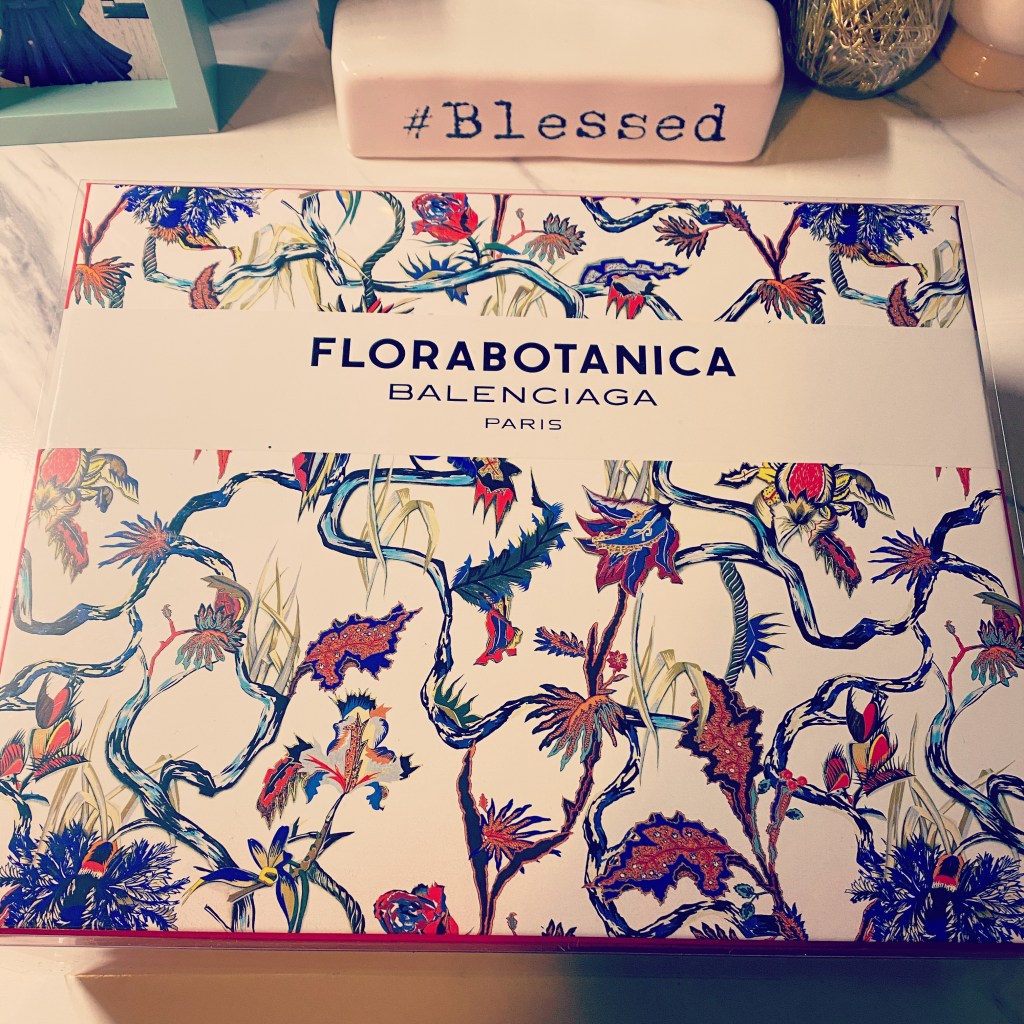 #Blessed
FLORABOTANICA
BALENCIAGA
PARIS